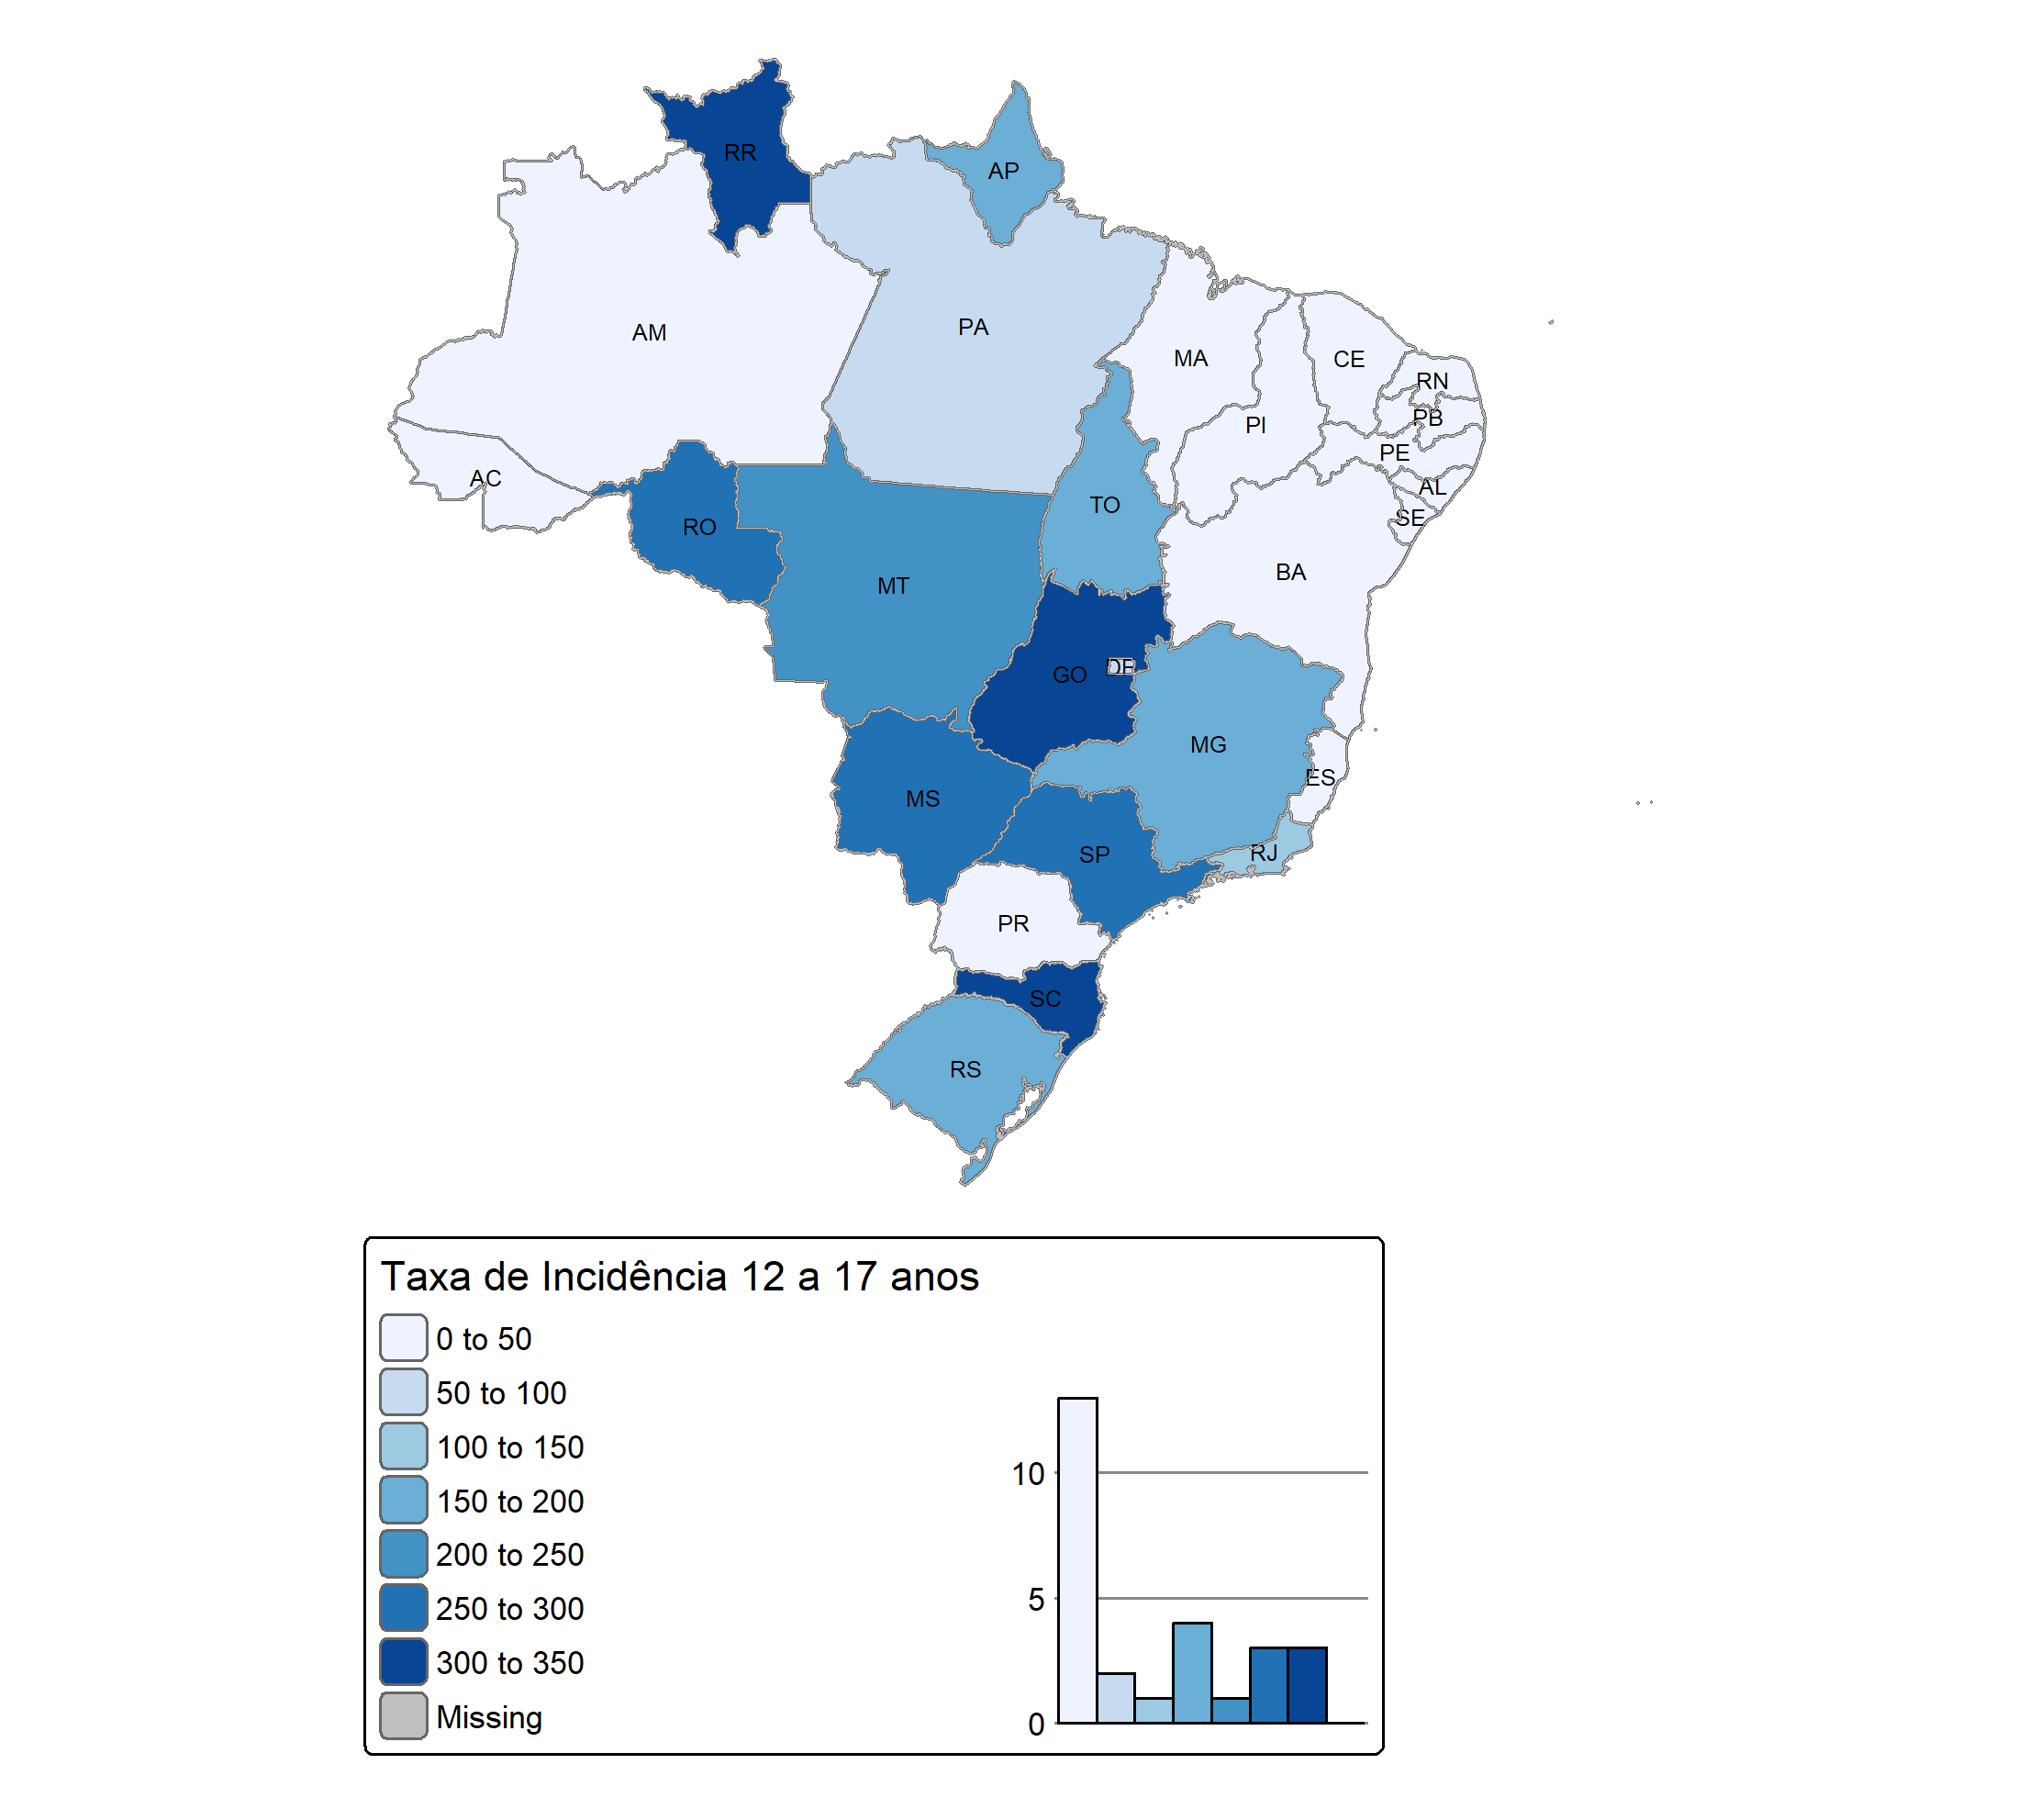 RR
AP
AM
PA
MA
CE
RN
PB
PI
PE
AC
AL
TO
SE
RO
BA
MT
DF
GO
MG
ES
MS
RJ
SP
PR
SC
RS
Taxa de Incidência 12 a 17 anos
0 to 50
50 to 100
100 to 150
150 to 200
200 to 250
250 to 300
300 to 350
Missing
10
5
0